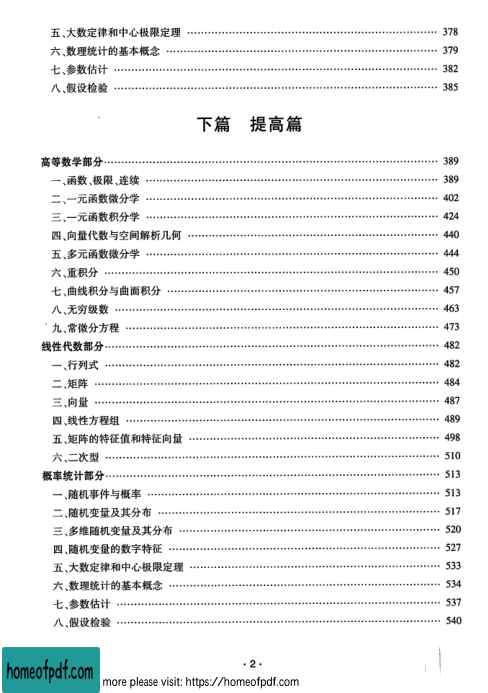 五、大数定律和中心极限定理 …… 378
六、数理统计的基本概念 …… 379
七、参数估计 …… 382
八、假设检验 …… 385
下篇 提高篇
高等数学部分 …… 389
一、函数、极限、连续 …… 389
二、一元函数微分学 …… 402
三、一元函数积分学 …… 424
四、向量代数与空间解析几何 …… 440
五、多元函数微分学 …… 444
六、重积分 …… 450
七、曲线积分与曲面积分 …… 457
八、无穷级数 …… 463
九、常微分方程 …… 473
线性代数部分 …… 482
一、行列式 …… 482
二、矩阵 …… 484
三、向量 …… 487
四、线性方程组 …… 489
五、矩阵的特征值和特征向量 …… 498
六、二次型 …… 510
概率统计部分 …… 513
一、随机事件与概率 …… 513
二、随机变量及其分布 …… 517
三、多维随机变量及其分布 …… 520
四、随机变量的数字特征 …… 527
五、大数定律和中心极限定理 …… 533
六、数理统计的基本概念 …… 534
七、参数估计 …… 537
八、假设检验 …… 540
· 2 ·
homeofpdf.com
more please visit: https://homeofpdf.com